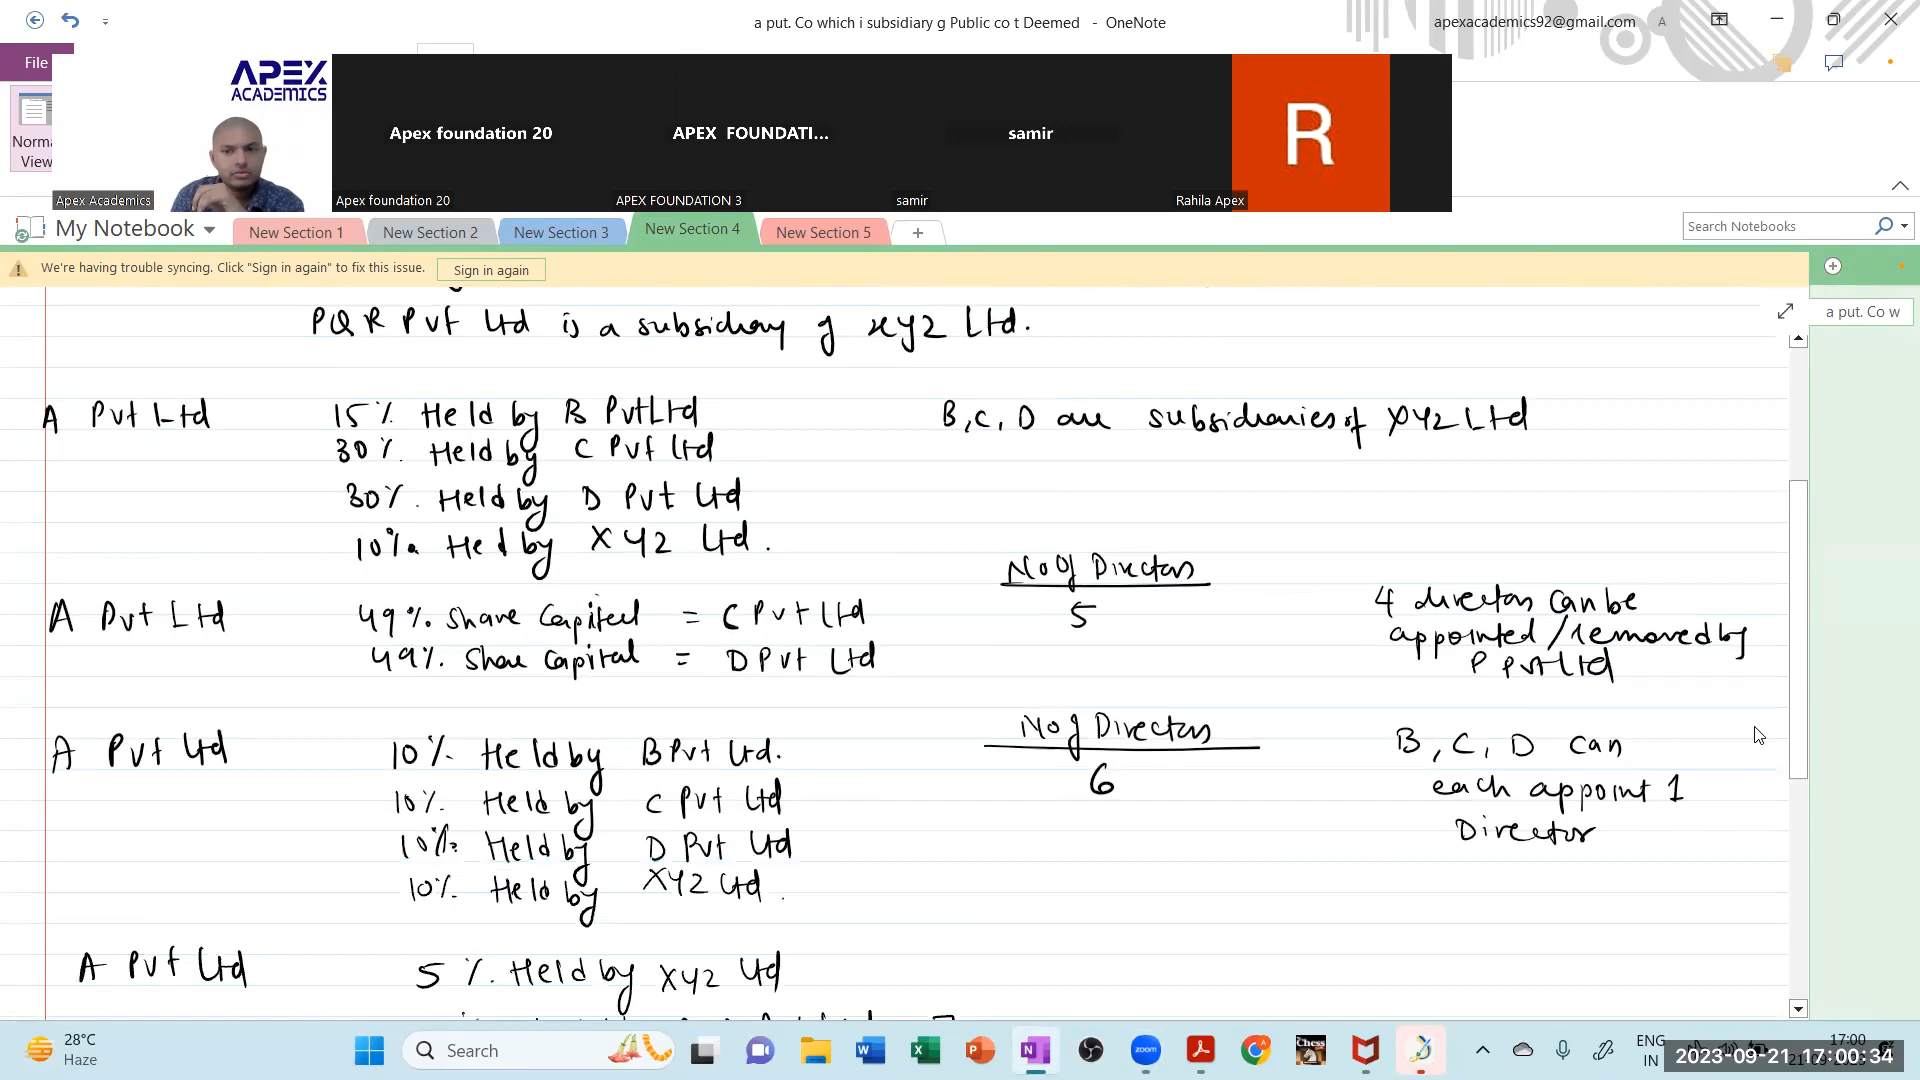 a put. Co which i subsidiary g Public co t Deemed - OneNote
apexacademics92@gmail.com A
File
APEX
ACADEMICS
Apex foundation 20
APEX FOUNDATI...
samir
R
Norma
View
Apex Academics
Apex foundation 20
APEX FOUNDATION 3
samir
Rahila Apex
My Notebook
New Section 1
New Section 2
New Section 3
New Section 4
New Section 5
Search Notebooks
We're having trouble syncing. Click "Sign in again" to fix this issue.
Sign in again
a put. Co w
PQR Pvt Ltd is a subsidiary of xyz Ltd.
A Pvt Ltd
15% Held by B Pvt Ltd
30% Held by C Pvt Ltd
30% Held by D Pvt Ltd
10% Held by XYZ Ltd.
B, C, D are subsidiaries of XYZ Ltd
A Pvt Ltd
49% Share Capital = C Pvt Ltd
49% Share Capital = D Pvt Ltd
No of Directors
5
4 directors can be
appointed/removed by
P pvt Ltd
A Pvt Ltd
10% Held by B Pvt Ltd.
10% Held by C Pvt Ltd
10% Held by D Pvt Ltd
10% Held by XYZ Ltd.
No of Directors
6
B, C, D can
each appoint 1
Director
A Pvt Ltd
5% Held by XYZ Ltd
28°C
Haze
Search
zoom
Chess
ENG
IN
17:00
2023-09-21 17:00:34